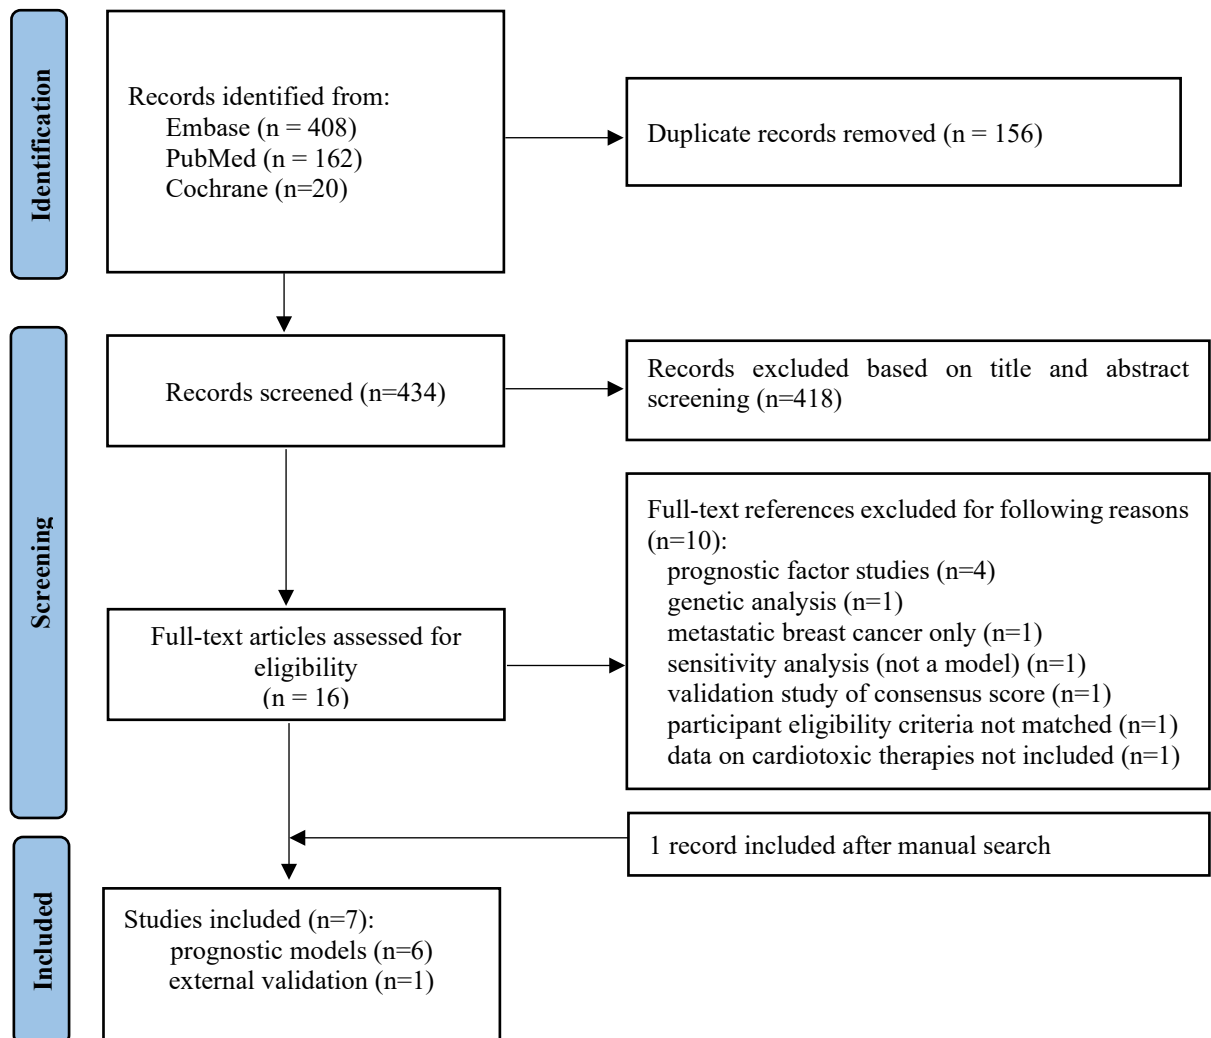 Identification
Records identified from:
Embase (n = 408)
PubMed (n = 162)
Cochrane (n=20)
Duplicate records removed (n = 156)
Screening
Records screened (n=434)
Records excluded based on title and abstract
screening (n=418)
Full-text articles assessed for
eligibility
(n = 16)
Full-text references excluded for following reasons
(n=10):
prognostic factor studies (n=4)
genetic analysis (n=1)
metastatic breast cancer only (n=1)
sensitivity analysis (not a model) (n=1)
validation study of consensus score (n=1)
participant eligibility criteria not matched (n=1)
data on cardiotoxic therapies not included (n=1)
1 record included after manual search
Included
Studies included (n=7):
prognostic models (n=6)
external validation (n=1)